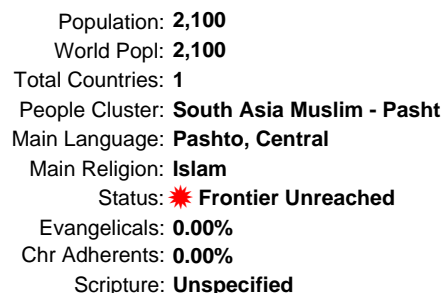 Population: 2,100
World Popl: 2,100
Total Countries: 1
People Cluster: South Asia Muslim - Pasht
Main Language: Pashto, Central
Main Religion: Islam
Status: Frontier Unreached
Evangelicals: 0.00%
Chr Adherents: 0.00%
Scripture: Unspecified